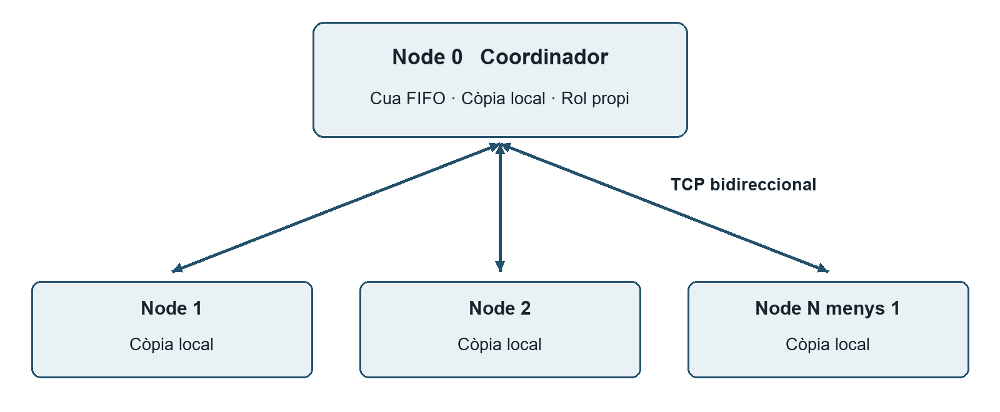 Node 0   Coordinador
Cua FIFO · Còpia local · Rol propi
TCP bidireccional
Node 1
Còpia local
Node 2
Còpia local
Node N menys 1
Còpia local